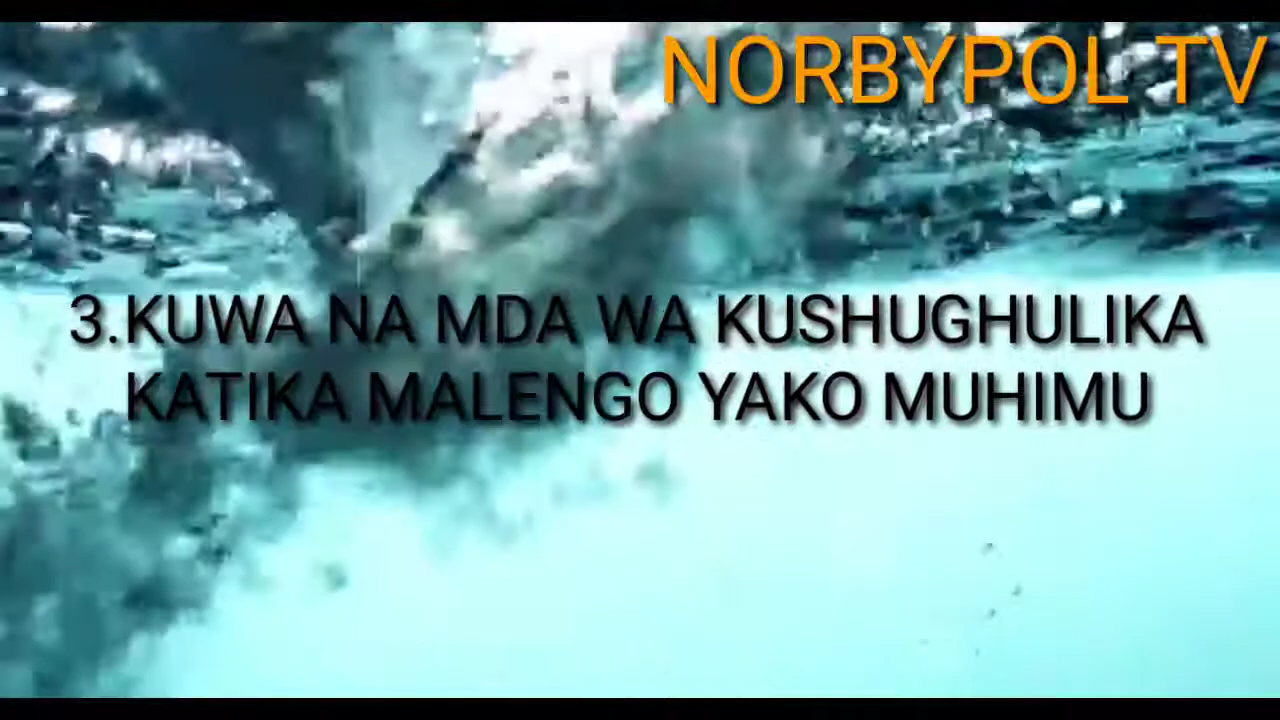 NORBYPOL TV
3.KUWA NA MDA WA KUSHUGHULIKA
KATIKA MALENGO YAKO MUHIMU